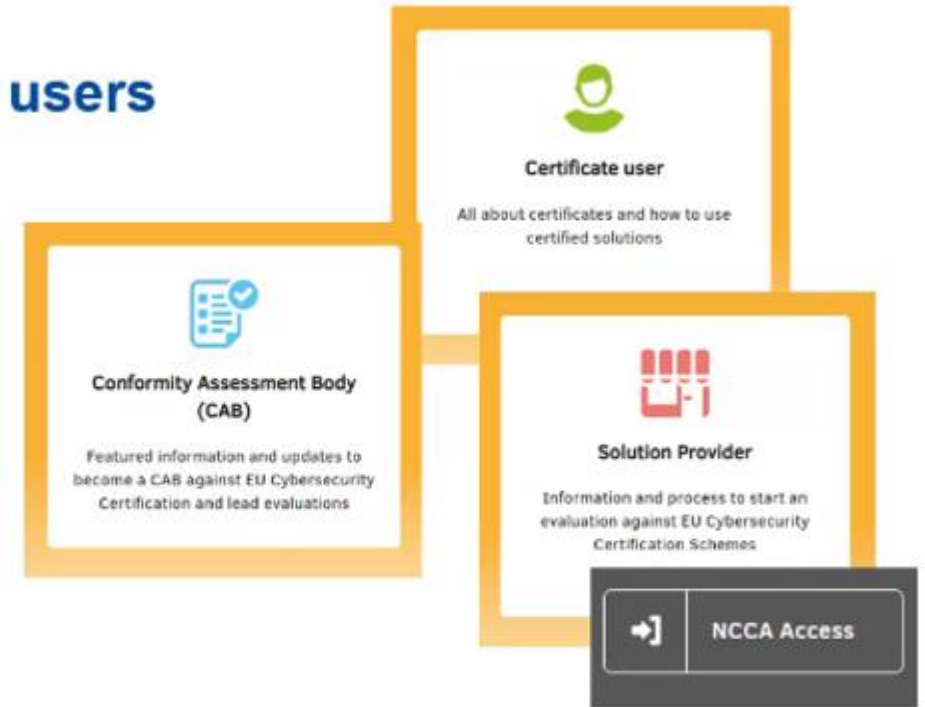 users
Certificate user
All about certificates and how to use
certified solutions
Conformity Assessment Body
(CAB)
Featured information and updates to
become a CAB against EU Cybersecurity
Certification and lead evaluations
Solution Provider
Information and process to start an
evaluation against EU Cybersecurity
Certification Schemes
NCCA Access